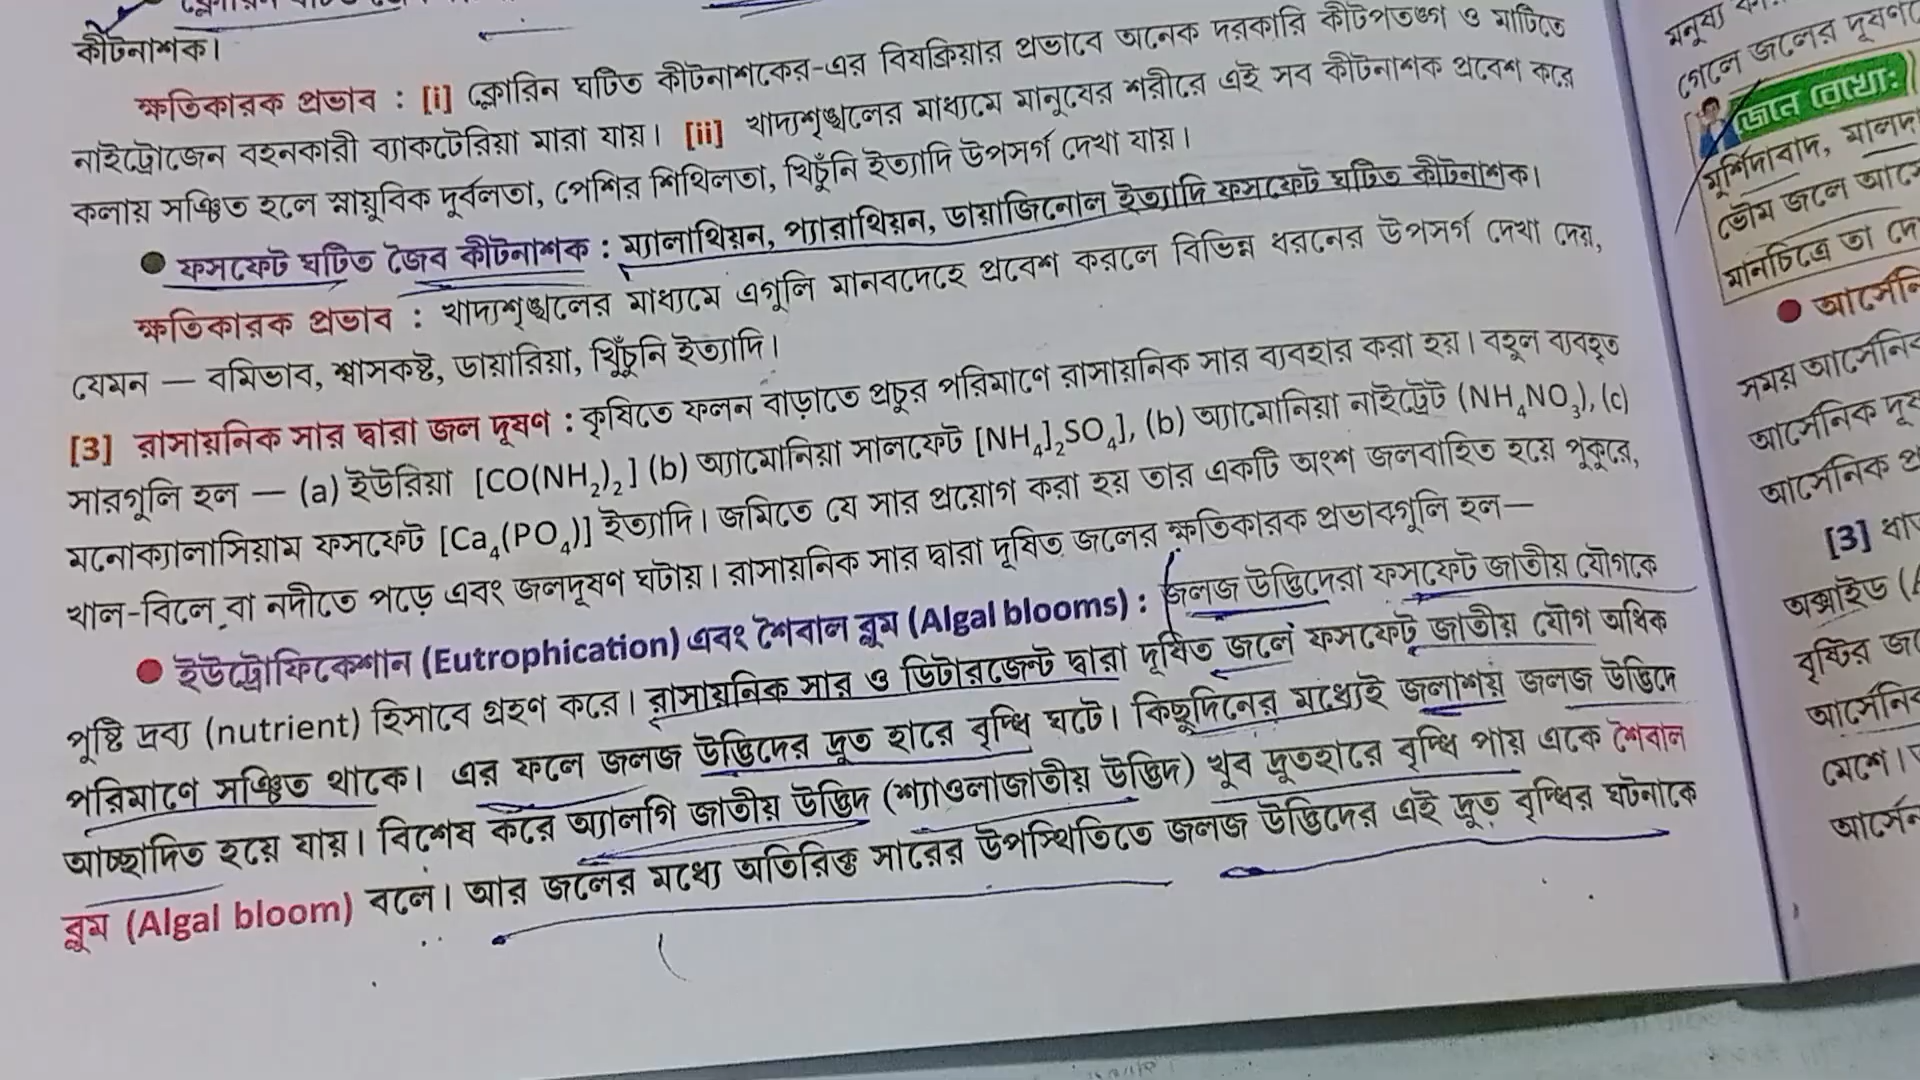 কীটনাশক।
ক্ষতিকারক প্রভাব : [i] ক্লোরিন ঘটিত কীটনাশকের-এর বিষক্রিয়ার প্রভাবে অনেক দরকারি কীটপতঙ্গ ও মাটিতে
নাইট্রোজেন বহনকারী ব্যাকটেরিয়া মারা যায়। [ii] খাদ্যশৃঙ্খলের মাধ্যমে মানুষের শরীরে এই সব কীটনাশক প্রবেশ করে
কলায় সঞ্চিত হলে স্নায়ুবিক দুর্বলতা, পেশির শিথিলতা, খিঁচুনি ইত্যাদি উপসর্গ দেখা যায়।
● ফসফেট ঘটিত জৈব কীটনাশক : ম্যালাথিয়ন, প্যারাথিয়ন, ডায়াজিনোল ইত্যাদি ফসফেট ঘটিত কীটনাশক।
ক্ষতিকারক প্রভাব : খাদ্যশৃঙ্খলের মাধ্যমে এগুলি মানবদেহে প্রবেশ করলে বিভিন্ন ধরনের উপসর্গ দেখা দেয়,
যেমন — বমিভাব, শ্বাসকষ্ট, ডায়ারিয়া, খিঁচুনি ইত্যাদি।
[3] রাসায়নিক সার দ্বারা জল দূষণ : কৃষিতে ফলন বাড়াতে প্রচুর পরিমাণে রাসায়নিক সার ব্যবহার করা হয়। বহুল ব্যবহৃত
সারগুলি হল — (a) ইউরিয়া [CO(NH₂)₂] (b) অ্যামোনিয়া সালফেট [NH₄]₂SO₄], (b) অ্যামোনিয়া নাইট্রেট (NH₄NO₃), (c)
মনোক্যালাসিয়াম ফসফেট [Ca₄(PO₄)] ইত্যাদি। জমিতে যে সার প্রয়োগ করা হয় তার একটি অংশ জলবাহিত হয়ে পুকুরে,
খাল-বিলে বা নদীতে পড়ে এবং জলদূষণ ঘটায়। রাসায়নিক সার দ্বারা দূষিত জলের ক্ষতিকারক প্রভাবগুলি হল—
● ইউট্রোফিকেশান (Eutrophication) এবং শৈবাল ব্লুম (Algal blooms) : জলজ উদ্ভিদেরা ফসফেট জাতীয় যৌগকে
পুষ্টি দ্রব্য (nutrient) হিসাবে গ্রহণ করে। রাসায়নিক সার ও ডিটারজেন্ট দ্বারা দূষিত জলে ফসফেট জাতীয় যৌগ অধিক
পরিমাণে সঞ্চিত থাকে। এর ফলে জলজ উদ্ভিদের দ্রুত হারে বৃদ্ধি ঘটে। কিছুদিনের মধ্যেই জলাশয় জলজ উদ্ভিদে
আচ্ছাদিত হয়ে যায়। বিশেষ করে অ্যালগি জাতীয় উদ্ভিদ (শ্যাওলাজাতীয় উদ্ভিদ) খুব দ্রুতহারে বৃদ্ধি পায় একে শৈবাল
ব্লুম (Algal bloom) বলে। আর জলের মধ্যে অতিরিক্ত সারের উপস্থিতিতে জলজ উদ্ভিদের এই দ্রুত বৃদ্ধির ঘটনাকে
মনুষ্য
গেলে জলের দূষণ
জেনে রেখো:
মুর্শিদাবাদ, মালদা
ভৌম জলে
মানচিত্রে তা
●
সময়
আর্সেনিক
আর্সেনিক
[3]
অক্সাইড
বৃষ্টির
মেশে।